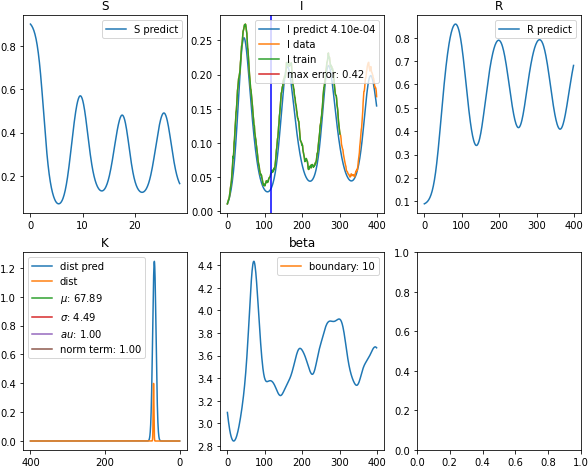 S
I
R
S predict
I predict 4.10e-04
I data
I train
max error: 0.42
R predict
0.8
0.6
0.4
0.2
0.25
0.20
0.15
0.10
0.05
0.00
0.8
0.7
0.6
0.5
0.4
0.3
0.2
0.1
0 10 20
0 100 200 300 400
0 100 200 300 400
K
beta
dist pred
dist
μ: 67.89
σ: 4.49
au: 1.00
norm term: 1.00
boundary: 10
1.2
1.0
0.8
0.6
0.4
0.2
0.0
4.4
4.2
4.0
3.8
3.6
3.4
3.2
3.0
2.8
1.0
0.8
0.6
0.4
0.2
0.0
400 200 0
0 100 200 300 400
0.0 0.2 0.4 0.6 0.8 1.0